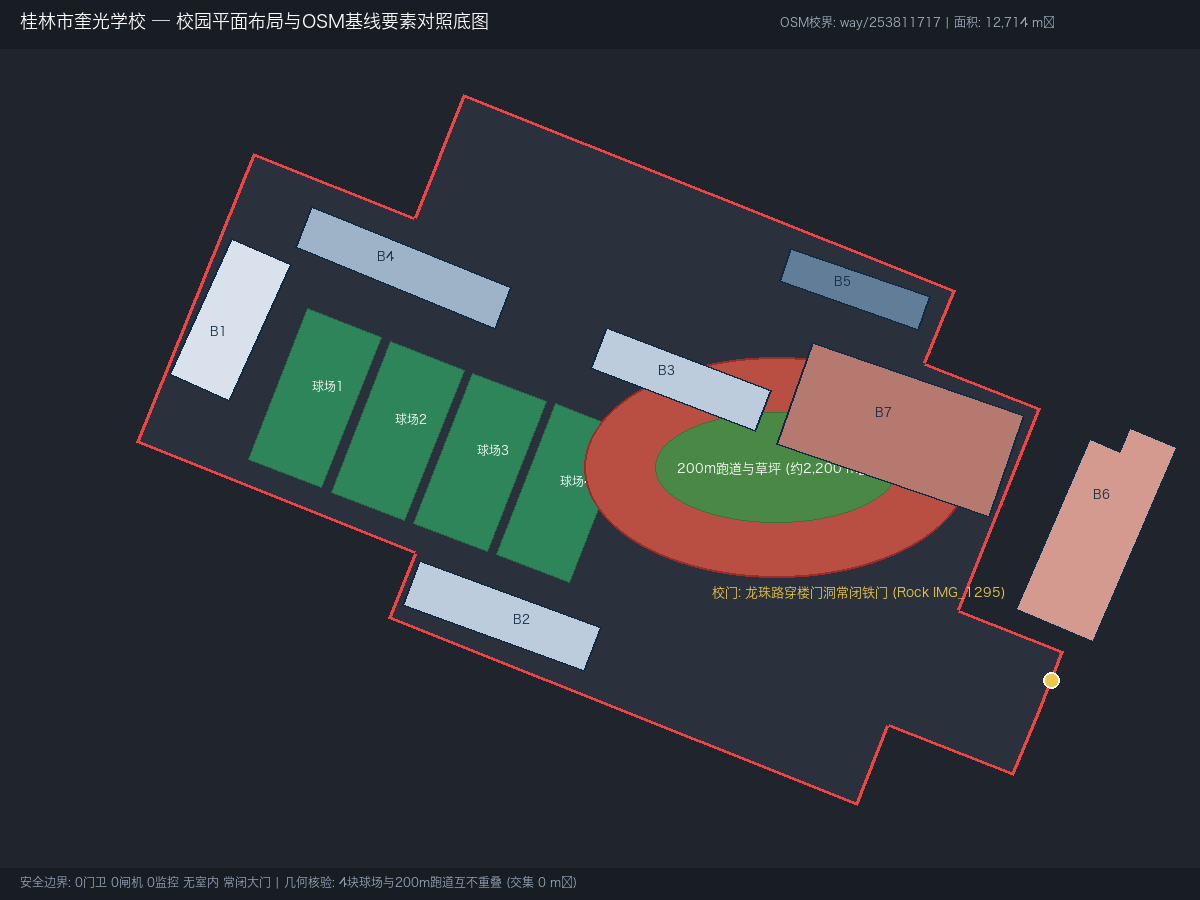 桂林市奎光学校 — 校园平面布局与OSM基线要素对照底图
OSM校界: way/253811717 | 面积: 12,714 m
B5
B4
B1
B3
球场1
B7
球场2
球场3
200m跑道与草坪 (约2,200 m
球场
B6
校门: 龙珠路穿楼门洞常闭铁门 (Rock IMG_1295)
B2
安全边界: 0门卫 0闸机 0监控 无室内 常闭大门 | 几何核验: 4块球场与200m跑道互不重叠 (交集 0 m)